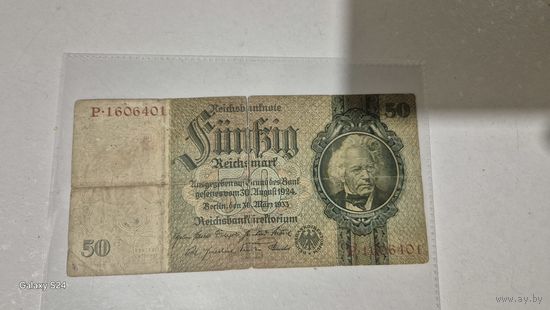 P·1606401
Reichsbanknote
50
Fünfzig
Reichsmark
Ausgegeben auf Grund des Bank
gesetzes vom 30. August 1924
Berlin, den 30. März 1933
Reichsbankdirektorium
50
P·1606401
Galaxy S24
ay.by